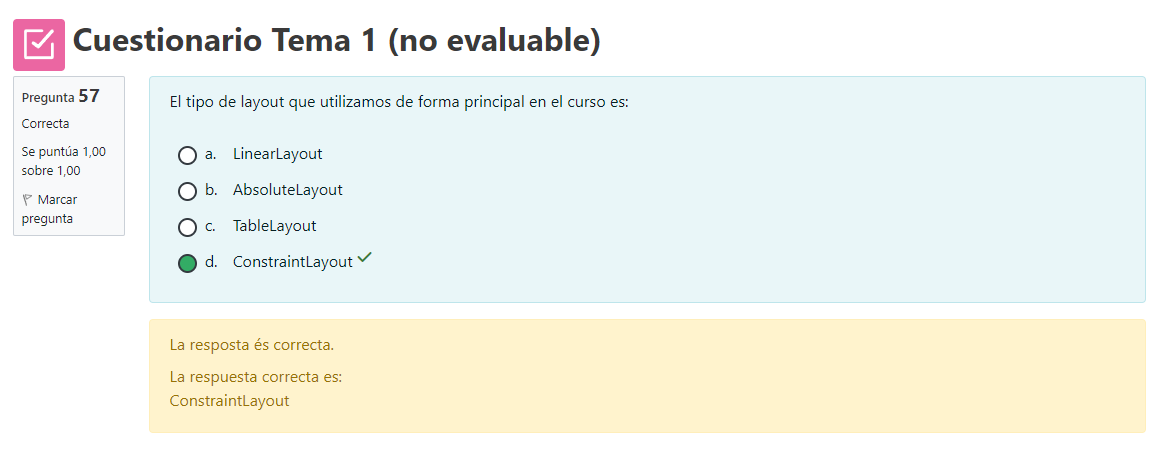 Cuestionario Tema 1 (no evaluable)
Pregunta 57
Correcta
Se puntúa 1,00
sobre 1,00
Marcar
pregunta
El tipo de layout que utilizamos de forma principal en el curso es:
a. LinearLayout
b. AbsoluteLayout
c. TableLayout
d. ConstraintLayout
La resposta és correcta.
La respuesta correcta es:
ConstraintLayout